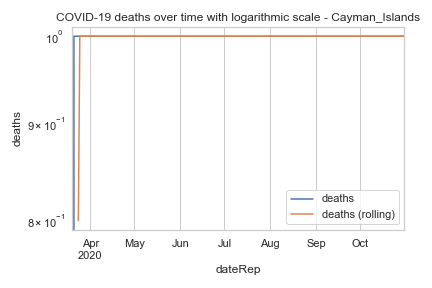 COVID-19 deaths over time with logarithmic scale - Cayman_Islands
10⁰
9 × 10⁻¹
8 × 10⁻¹
deaths
deaths
deaths (rolling)
Apr May Jun Jul Aug Sep Oct
2020
dateRep